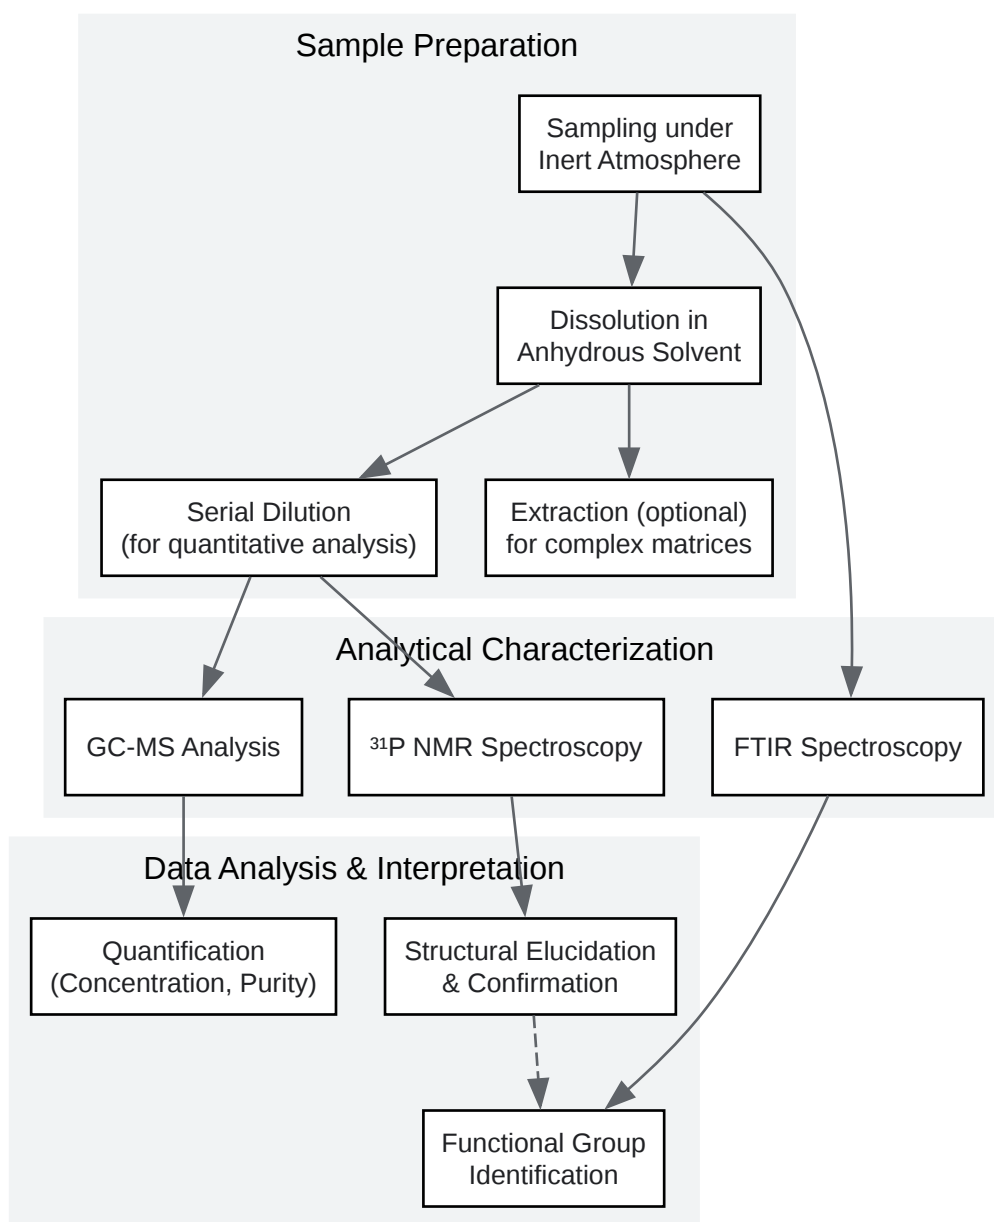 Sample Preparation
Sampling under
Inert Atmosphere
Dissolution in
Anhydrous Solvent
Serial Dilution
(for quantitative analysis)
Extraction (optional)
for complex matrices
Analytical Characterization
GC-MS Analysis
³¹P NMR Spectroscopy
FTIR Spectroscopy
Data Analysis & Interpretation
Quantification
(Concentration, Purity)
Structural Elucidation
& Confirmation
Functional Group
Identification